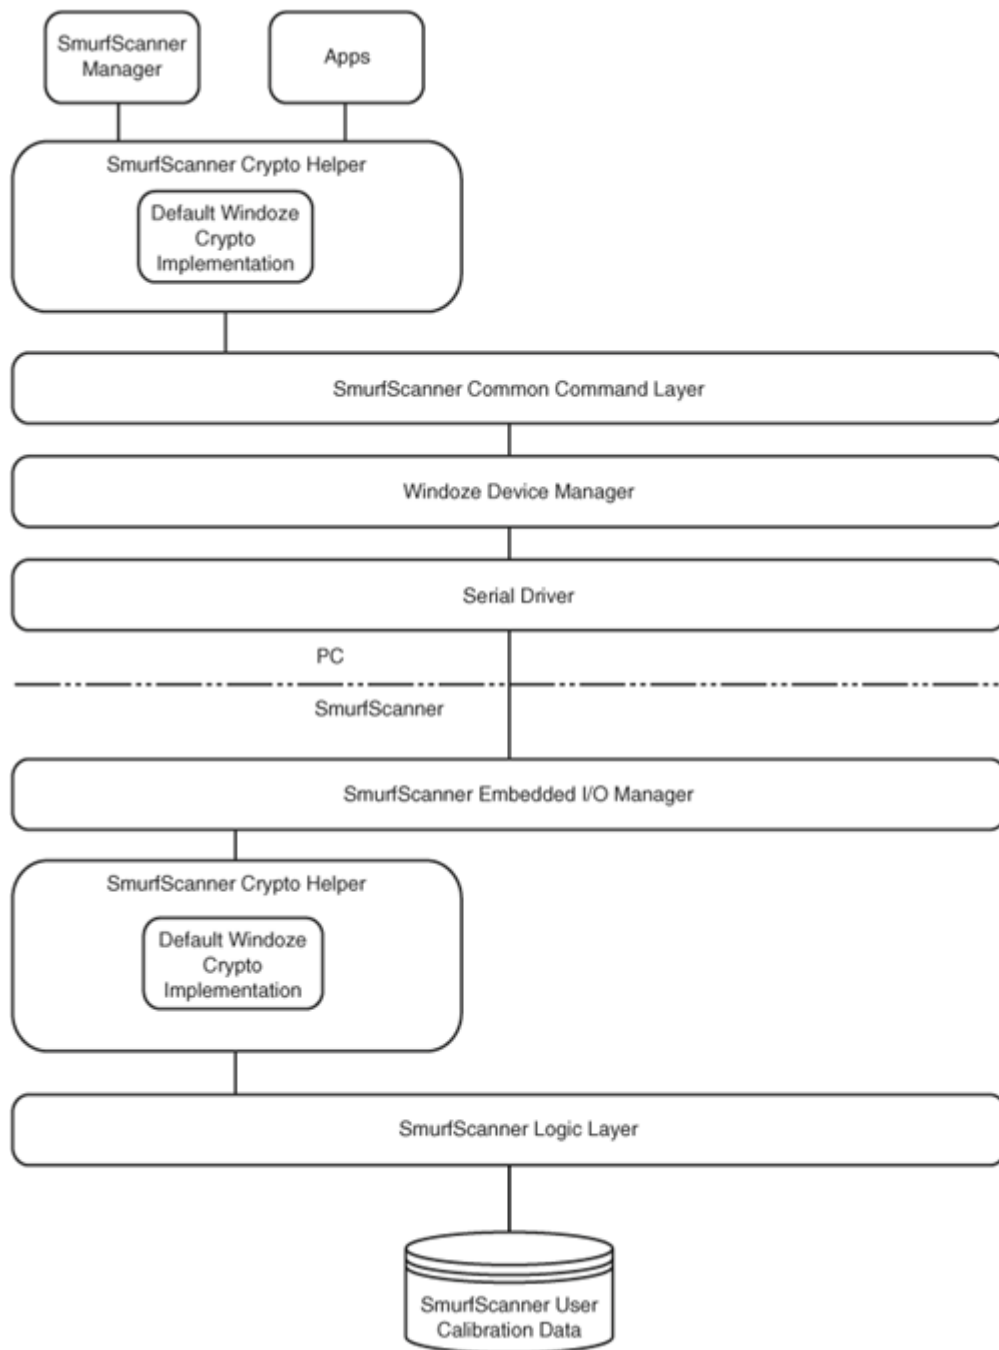 SmurfScanner
Manager
Apps
SmurfScanner Crypto Helper
Default Windoze
Crypto
Implementation
SmurfScanner Common Command Layer
Windoze Device Manager
Serial Driver
PC
SmurfScanner
SmurfScanner Embedded I/O Manager
SmurfScanner Crypto Helper
Default Windoze
Crypto
Implementation
SmurfScanner Logic Layer
SmurfScanner User
Calibration Data